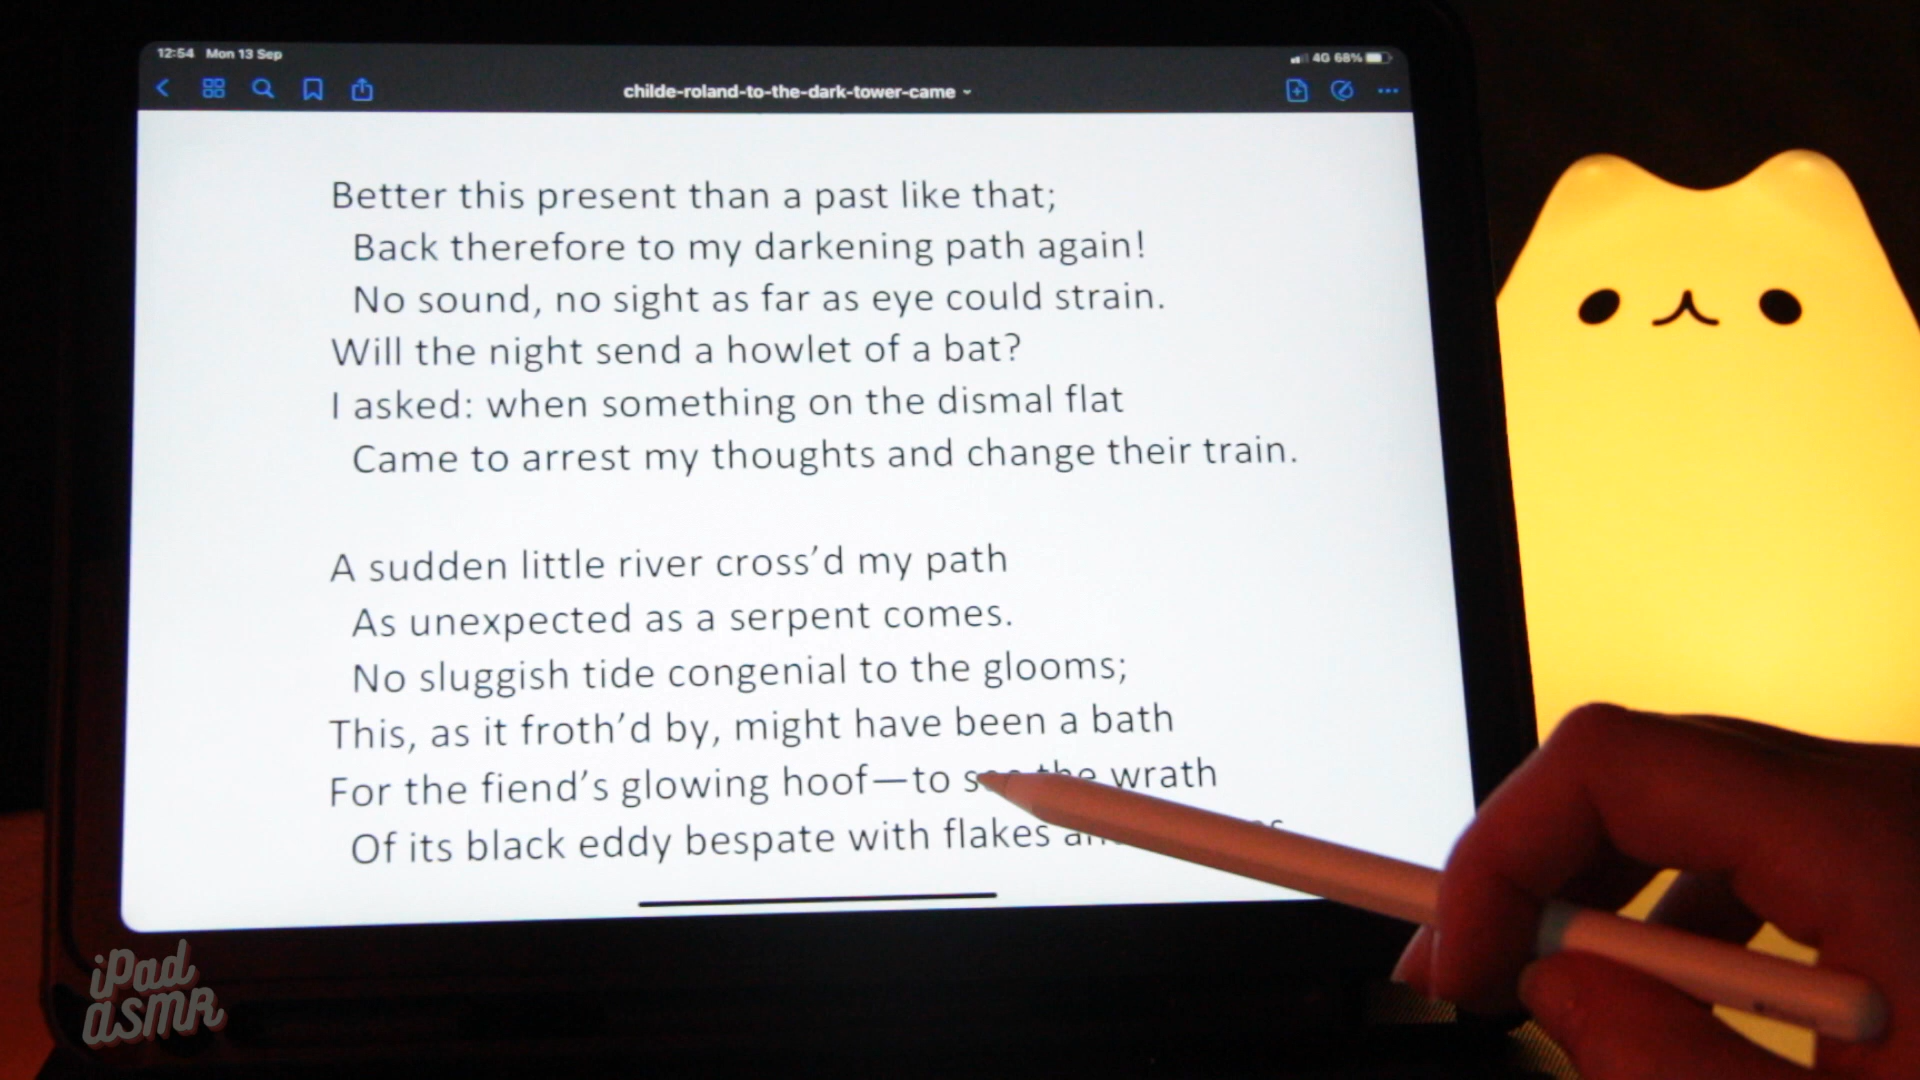 12:54 Mon 13 Sep
4G 68%
childe-roland-to-the-dark-tower-came
Better this present than a past like that;
Back therefore to my darkening path again!
No sound, no sight as far as eye could strain.
Will the night send a howlet of a bat?
I asked: when something on the dismal flat
Came to arrest my thoughts and change their train.
A sudden little river cross’d my path
As unexpected as a serpent comes.
No sluggish tide congenial to the glooms;
This, as it froth’d by, might have been a bath
For the fiend’s glowing hoof—to see the wrath
Of its black eddy bespate with flakes
iPad
asmr